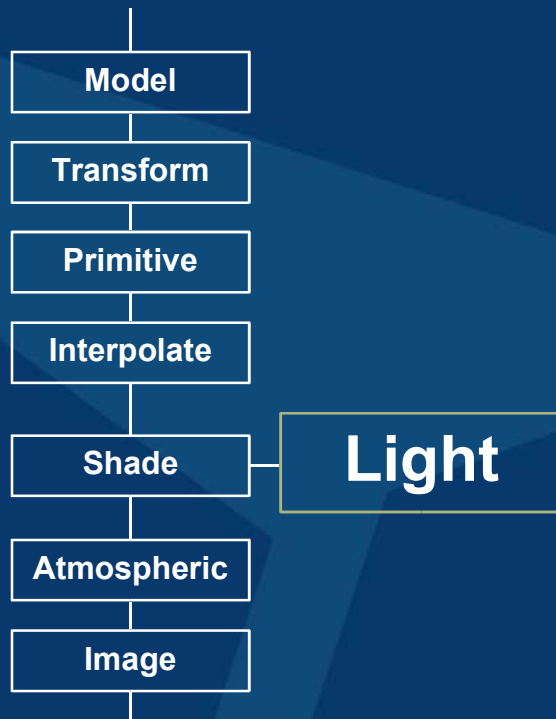 Model
Transform
Primitive
Interpolate
Shade
Light
Atmospheric
Image